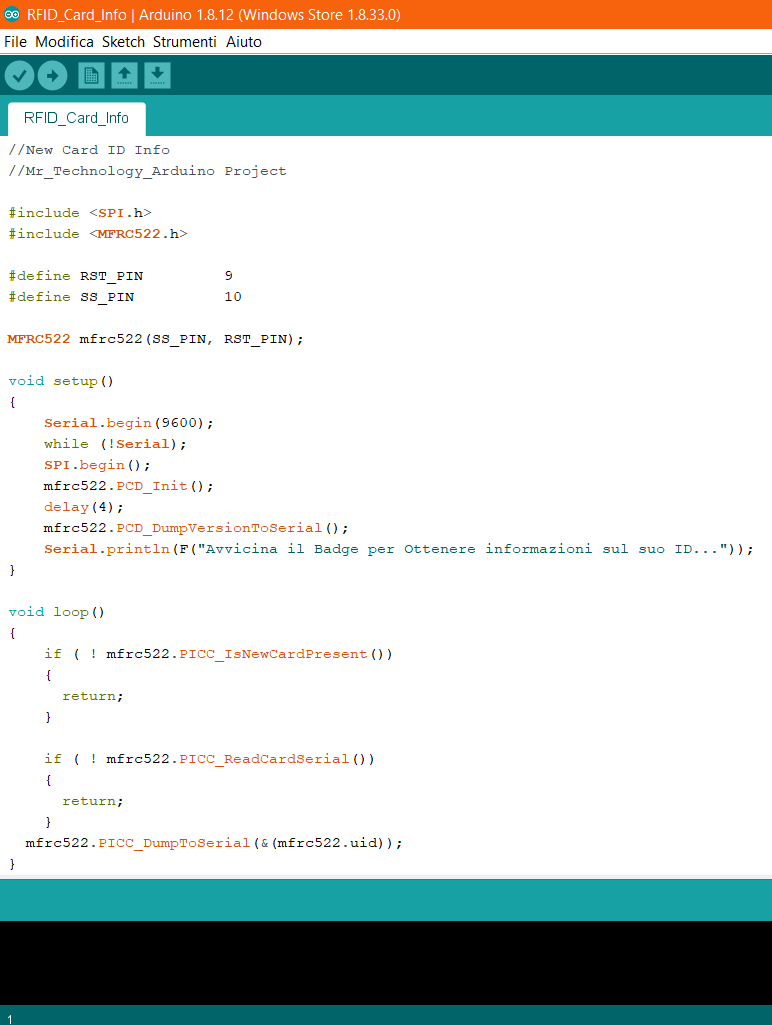 RFID_Card_Info | Arduino 1.8.12 (Windows Store 1.8.33.0)
File Modifica Sketch Strumenti Aiuto
RFID_Card_Info
//New Card ID Info
//Mr_Technology_Arduino Project
#include <SPI.h>
#include <MFRC522.h>
#define RST_PIN 9
#define SS_PIN 10
MFRC522 mfrc522(SS_PIN, RST_PIN);
void setup()
{
Serial.begin(9600);
while (!Serial);
SPI.begin();
mfrc522.PCD_Init();
delay(4);
mfrc522.PCD_DumpVersionToSerial();
Serial.println(F("Avvicina il Badge per Ottenere informazioni sul suo ID..."));
}
void loop()
{
if ( ! mfrc522.PICC_IsNewCardPresent())
{
return;
}
if ( ! mfrc522.PICC_ReadCardSerial())
{
return;
}
mfrc522.PICC_DumpToSerial(&(mfrc522.uid));
}
1